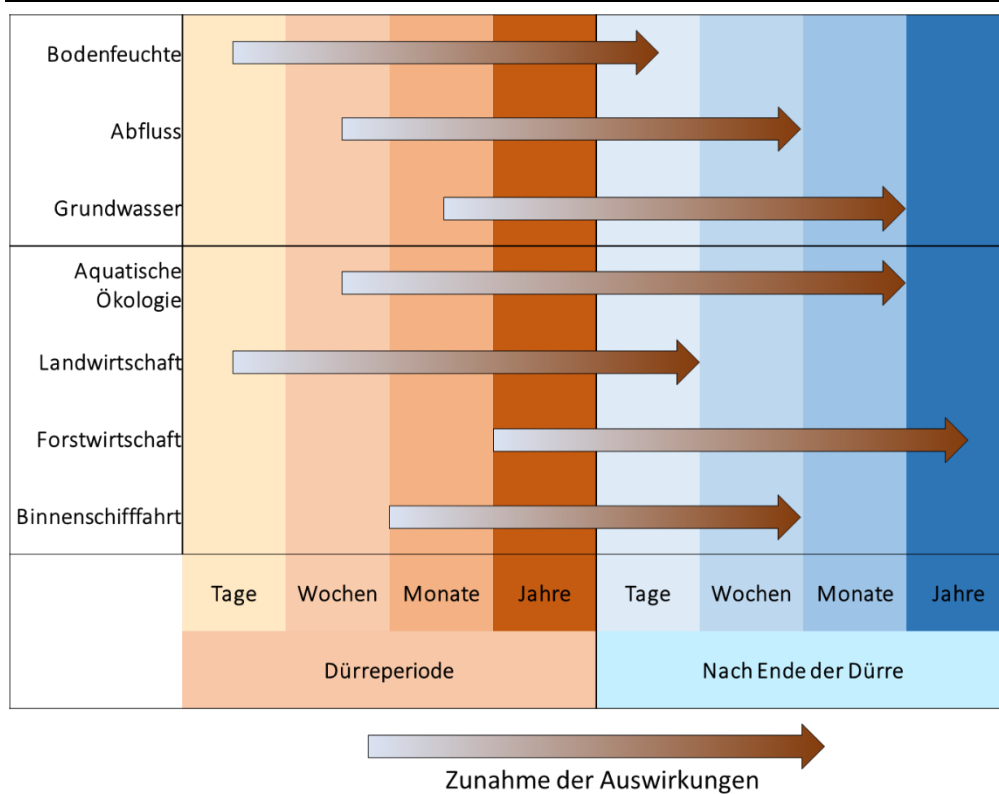 Bodenfeuchte
Abfluss
Grundwasser
Aquatische
Ökologie
Landwirtschaft
Forstwirtschaft
Binnenschifffahrt
Tage Wochen Monate Jahre Tage Wochen Monate Jahre
Dürreperiode Nach Ende der Dürre
Zunahme der Auswirkungen